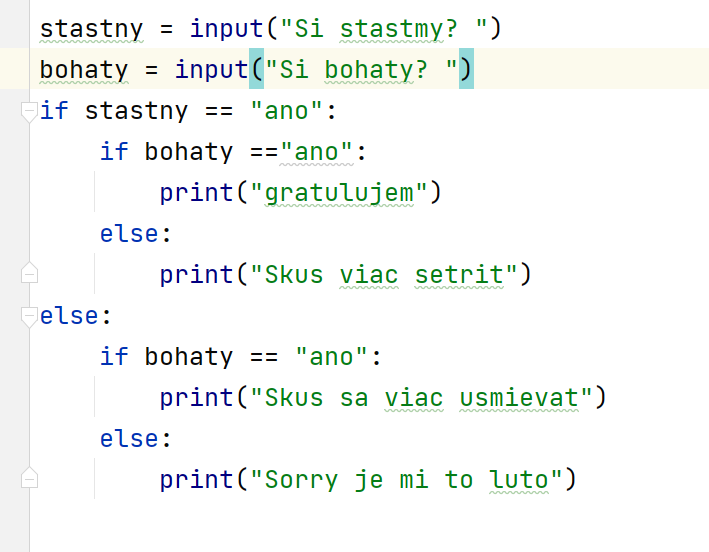 stastny = input("Si stastmy? ")
bohaty = input("Si bohaty? ")
if stastny == "ano":
    if bohaty =="ano":
        print("gratulujem")
    else:
        print("Skus viac setrit")
else:
    if bohaty == "ano":
        print("Skus sa viac usmievat")
    else:
        print("Sorry je mi to luto")